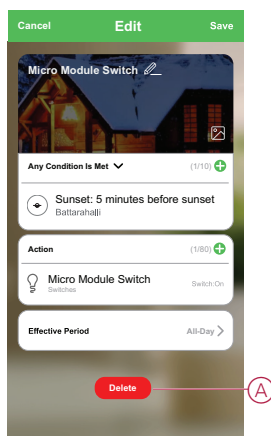 Cancel Edit Save
Micro Module Switch
Any Condition Is Met (1/10)
Sunset: 5 minutes before sunset
Battarahalli
Action (1/80)
Micro Module Switch
Switches Switch:On
Effective Period All-Day
Delete
A